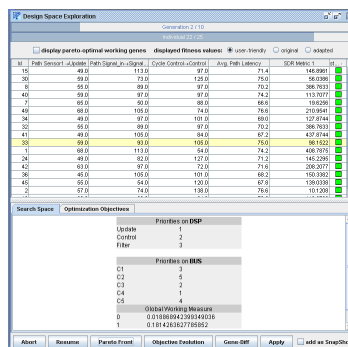 Design Space Exploration
Generation 2 / 10
Individual 22 / 25
display pareto-optimal working genes displayed fitness values: user-friendly original adapted
Id Path Sensor1→Update Path Signal_in→Signal... Cycle Control→Control Avg. Path Latency SDR Metric 1 st...
15 49.0 113.0 97.0 71.4 146.8961
30 59.0 73.0 125.0 75.0 56.0386
8 55.0 89.0 97.0 70.2 386.7633
40 59.0 97.0 97.0 74.2 113.7077
7 65.0 50.0 88.0 66.6 19.6256
4 49.0 105.0 74.0 76.6 210.9541
34 49.0 97.0 101.0 69.0 127.8744
32 55.0 89.0 97.0 70.2 386.7633
41 49.0 105.0 84.0 67.2 437.8744
33 59.0 93.0 105.0 75.0 98.1522
1 68.0 113.0 54.0 74.2 408.7875
24 49.0 82.0 127.0 71.2 145.2295
42 63.0 97.0 72.0 71.6 208.2077
36 45.0 105.0 101.0 68.2 150.3382
45 55.0 54.0 120.0 67.8 139.0338
2 57.0 74.0 138.0 76.6 10.1208
Search Space Optimization Objectives
Priorities on DSP
Update 1
Control 2
Filter 3
Priorities on BUS
C1 3
C2 5
C3 2
C4 1
C5 4
Global Working Measure
0 0.018868942399349036
1 0.1814263627785852
Abort Resume Pareto Front Objective Evolution Gene-Diff Apply add as SnapSho